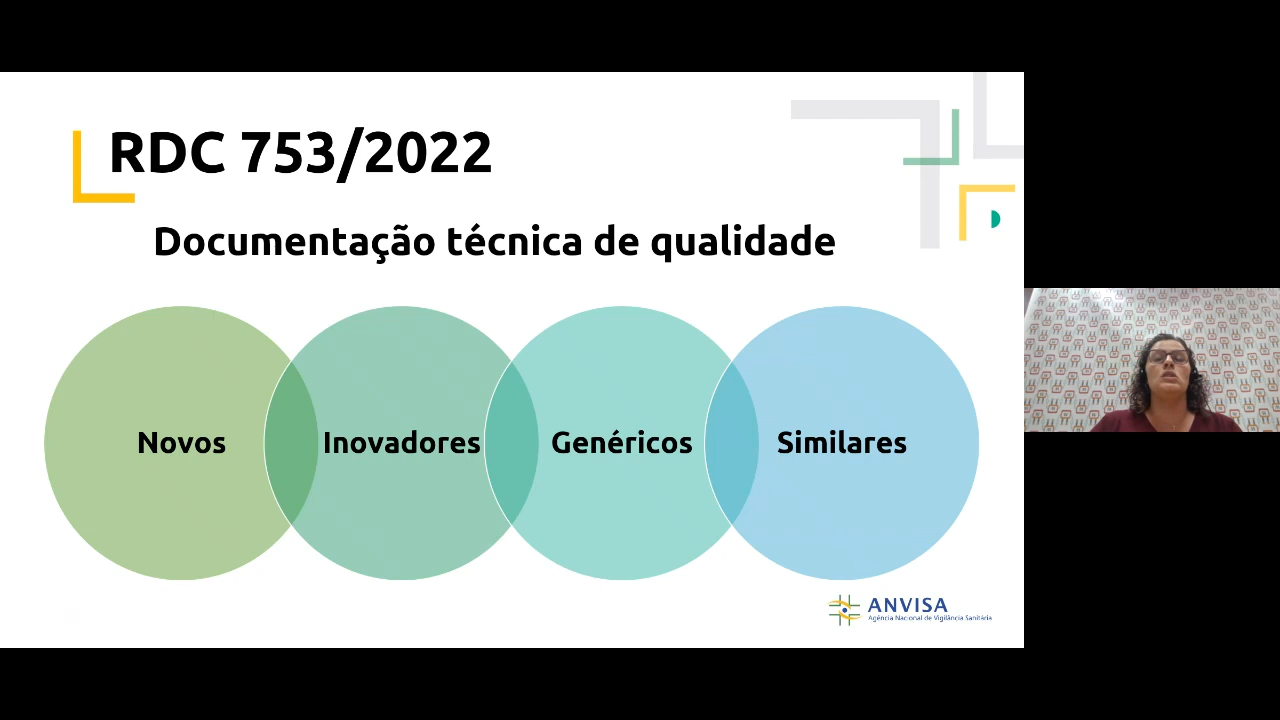 RDC 753/2022
Documentação técnica de qualidade
Novos
Inovadores
Genéricos
Similares
ANVISA
Agência Nacional de Vigilância Sanitária